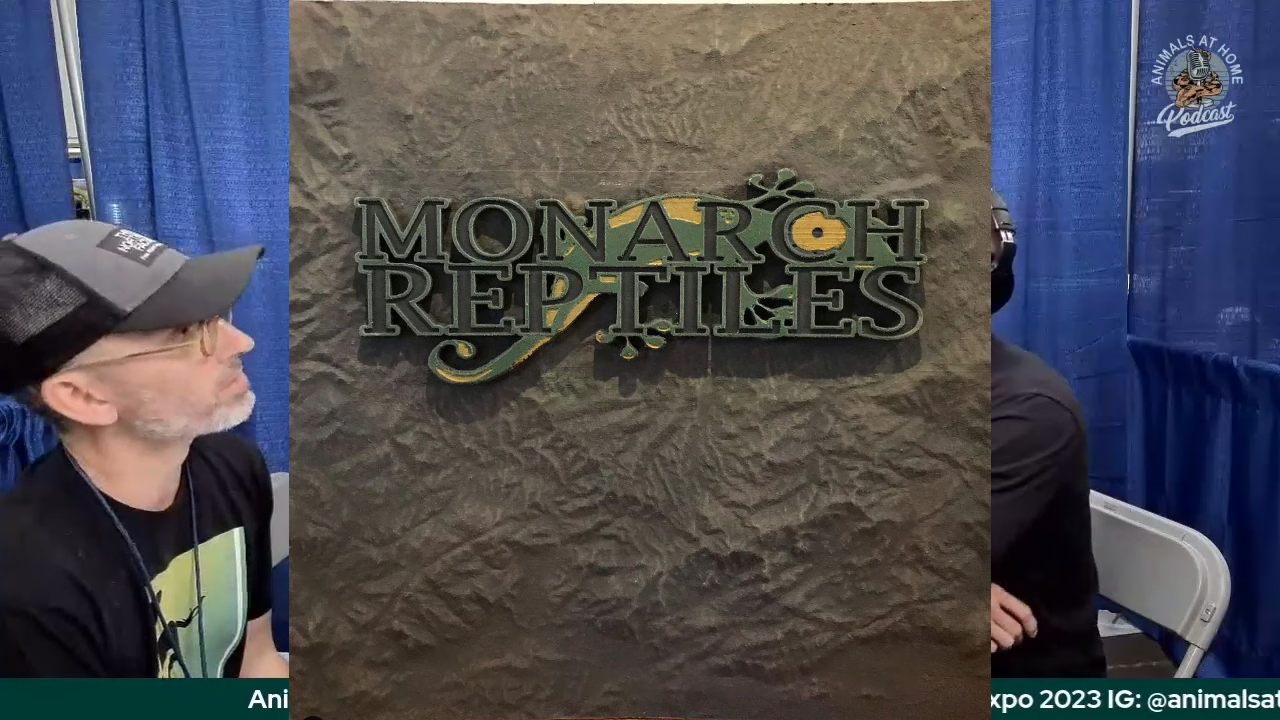 ANIMALS AT HOME
Podcast
MONARCH
REPTILES
Ani
xpo 2023 IG: @animalsat